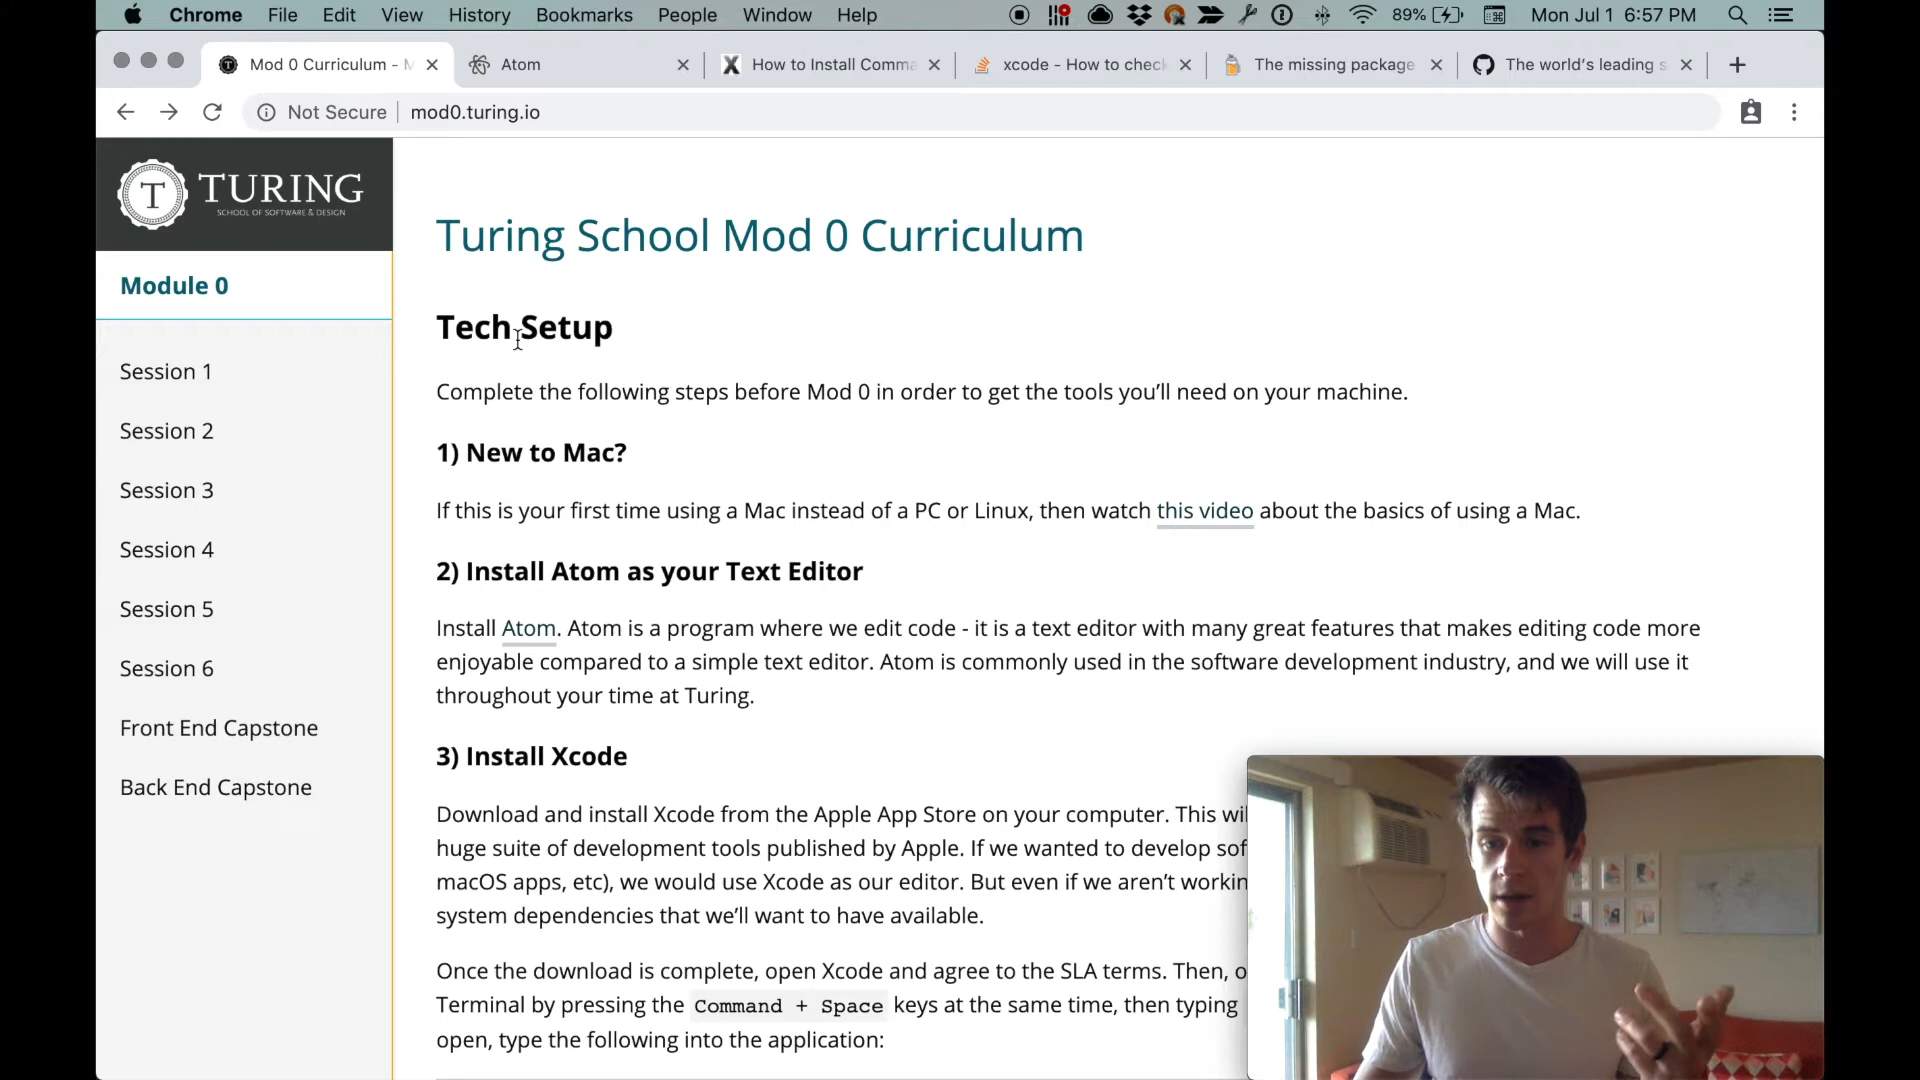 Chrome File Edit View History Bookmarks People Window Help 89% Mon Jul 1 6:57 PM
Mod 0 Curriculum - M Atom How to Install Comma xcode - How to check The missing package The world's leading s
Not Secure mod0.turing.io
T TURING
SCHOOL OF SOFTWARE & DESIGN
Module 0
Session 1
Session 2
Session 3
Session 4
Session 5
Session 6
Front End Capstone
Back End Capstone
Turing School Mod 0 Curriculum
Tech Setup
Complete the following steps before Mod 0 in order to get the tools you'll need on your machine.
1) New to Mac?
If this is your first time using a Mac instead of a PC or Linux, then watch this video about the basics of using a Mac.
2) Install Atom as your Text Editor
Install Atom. Atom is a program where we edit code - it is a text editor with many great features that makes editing code more
enjoyable compared to a simple text editor. Atom is commonly used in the software development industry, and we will use it
throughout your time at Turing.
3) Install Xcode
Download and install Xcode from the Apple App Store on your computer. This wil
huge suite of development tools published by Apple. If we wanted to develop sof
macOS apps, etc), we would use Xcode as our editor. But even if we aren't workin
system dependencies that we'll want to have available.
Once the download is complete, open Xcode and agree to the SLA terms. Then, o
Terminal by pressing the Command + Space keys at the same time, then typing
open, type the following into the application: